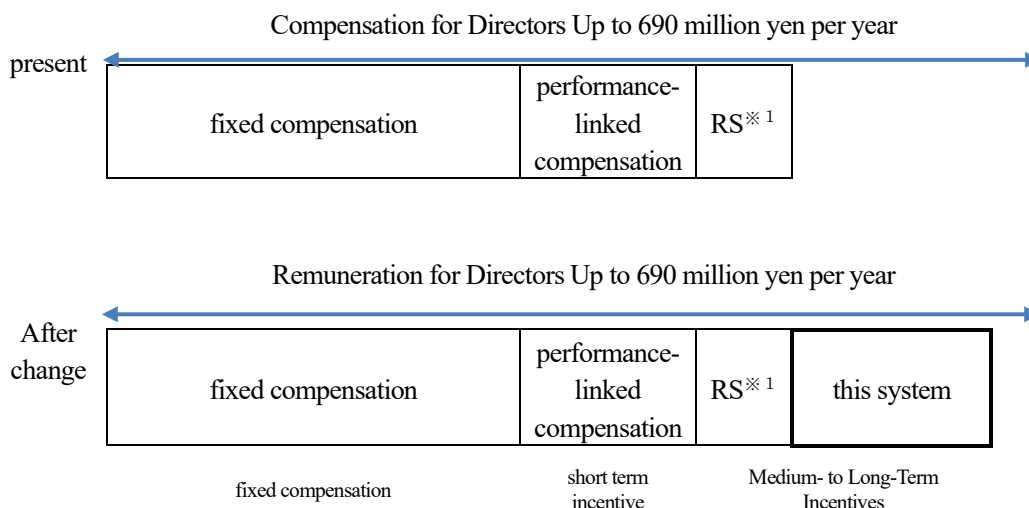 Compensation for Directors Up to 690 million yen per year
present
fixed compensation
performance-
linked
compensation
RS※1
Remuneration for Directors Up to 690 million yen per year
After
change
fixed compensation
performance-
linked
compensation
RS※1
this system
fixed compensation
short term
incentive
Medium- to Long-Term
Incentives